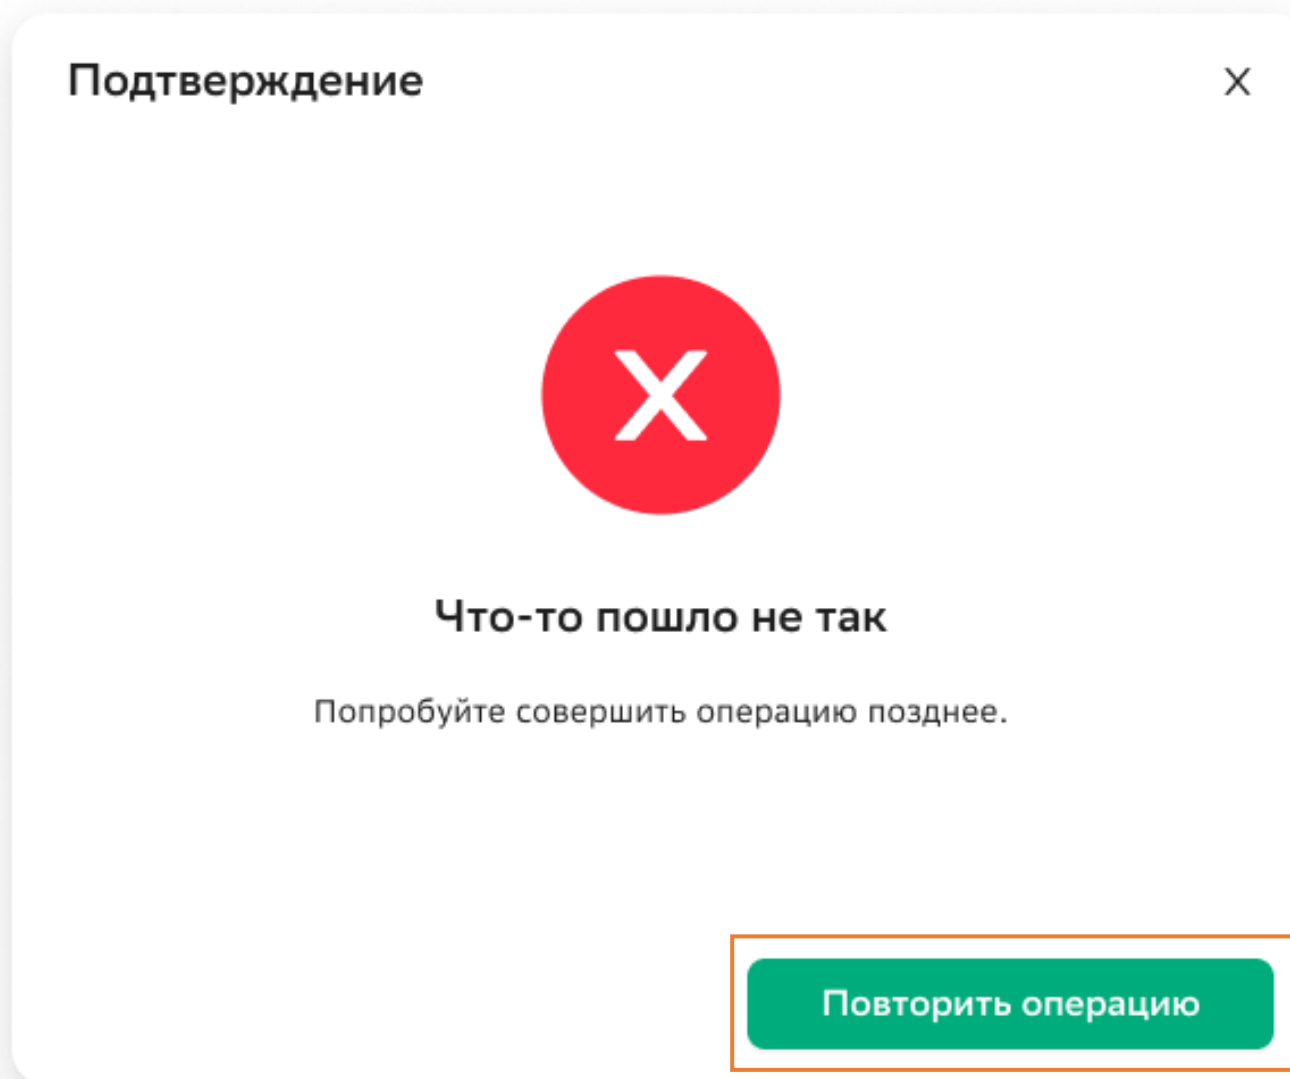 Подтверждение
Что-то пошло не так
Попробуйте совершить операцию позднее.
Повторить операцию